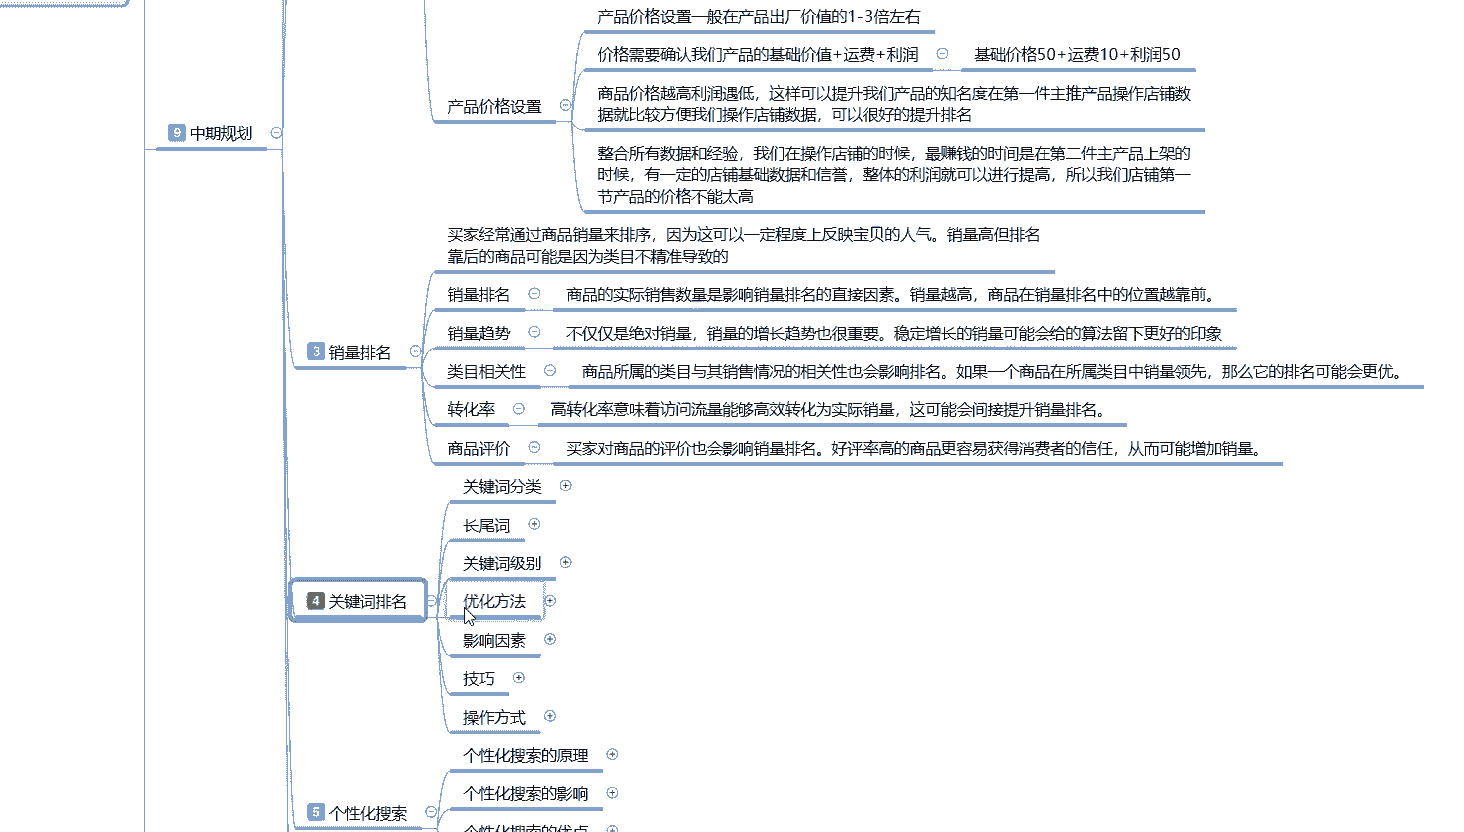 产品价格设置一般在产品出厂价值的1-3倍左右
价格需要确认我们产品的基础价值+运费+利润
基础价格50+运费10+利润50
产品价格设置
商品价格越高利润遇低，这样可以提升我们产品的知名度在第一件主推产品操作店铺数
据就比较方便我们操作店铺数据，可以很好的提升排名
9 中期规划
整合所有数据和经验，我们在操作店铺的时候，最赚钱的时间是在第二件主产品上架的
时候，有一定的店铺基础数据和信誉，整体的利润就可以进行提高，所以我们店铺第一
节产品的价格不能太高
买家经常通过商品销量来排序，因为这可以一定程度上反映宝贝的人气。销量高但排名
靠后的商品可能是因为类目不精准导致的
销量排名
商品的实际销售数量是影响销量排名的直接因素。销量越高，商品在销量排名中的位置越靠前。
销量趋势
不仅仅是绝对销量，销量的增长趋势也很重要。稳定增长的销量可能会给的算法留下更好的印象
3 销量排名
类目相关性
商品所属的类目与其销售情况的相关性也会影响排名。如果一个商品在所属类目中销量领先，那么它的排名可能会更优。
转化率
高转化率意味着访问流量能够高效转化为实际销量，这可能会间接提升销量排名。
商品评价
买家对商品的评价也会影响销量排名。好评率高的商品更容易获得消费者的信任，从而可能增加销量。
关键词分类
长尾词
关键词级别
4 关键词排名
优化方法
影响因素
技巧
操作方式
个性化搜索的原理
个性化搜索的影响
5 个性化搜索
个性化搜索的优点